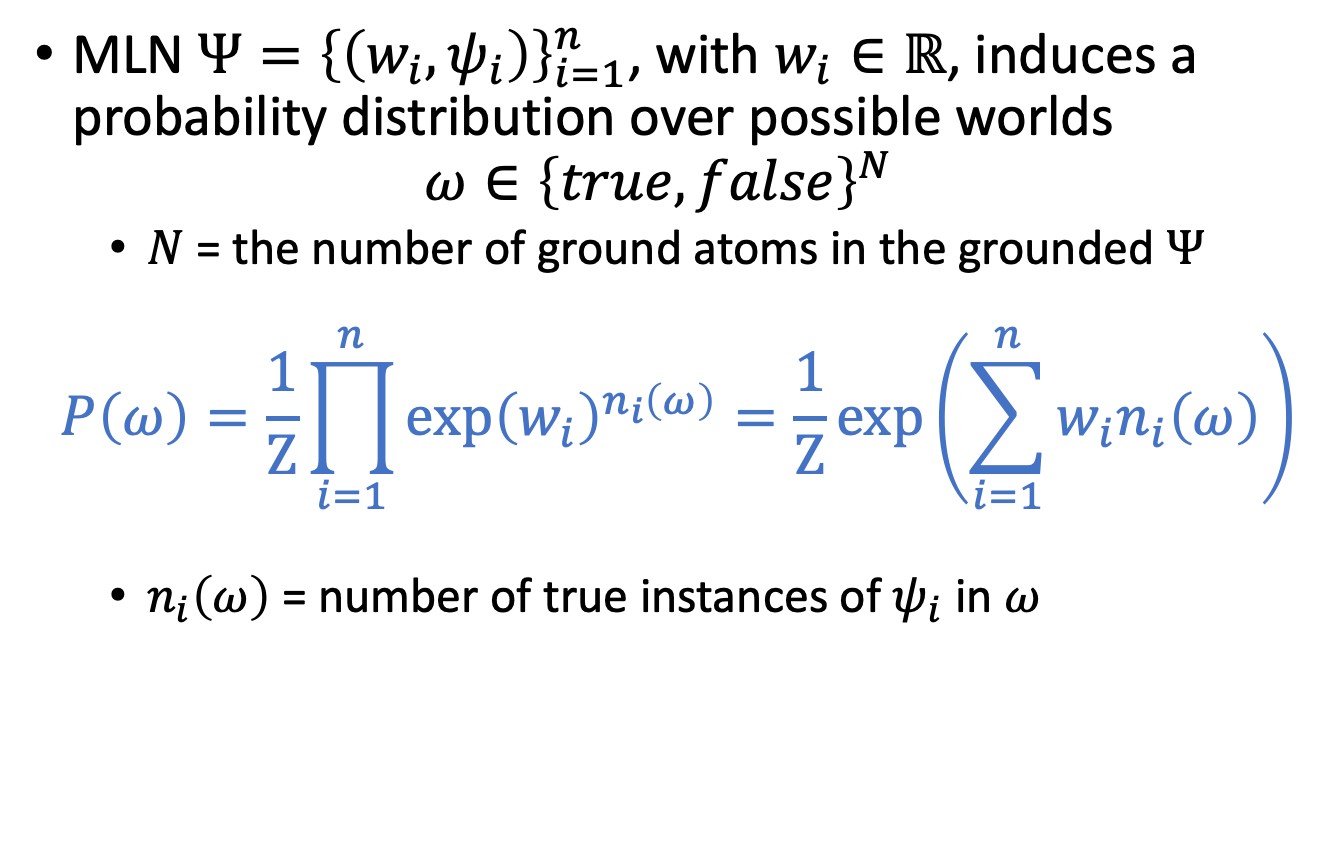 • MLN Ψ = {(wᵢ, ψᵢ)}ⁿᵢ₌₁, with wᵢ ∈ ℝ, induces a
probability distribution over possible worlds
ω ∈ {true, false}ᴺ
• N = the number of ground atoms in the grounded Ψ
P(ω) = 1/Z ∏ⁿᵢ₌₁ exp(wᵢ)^{nᵢ(ω)} = 1/Z exp(∑ⁿᵢ₌₁ wᵢnᵢ(ω))
• nᵢ(ω) = number of true instances of ψᵢ in ω